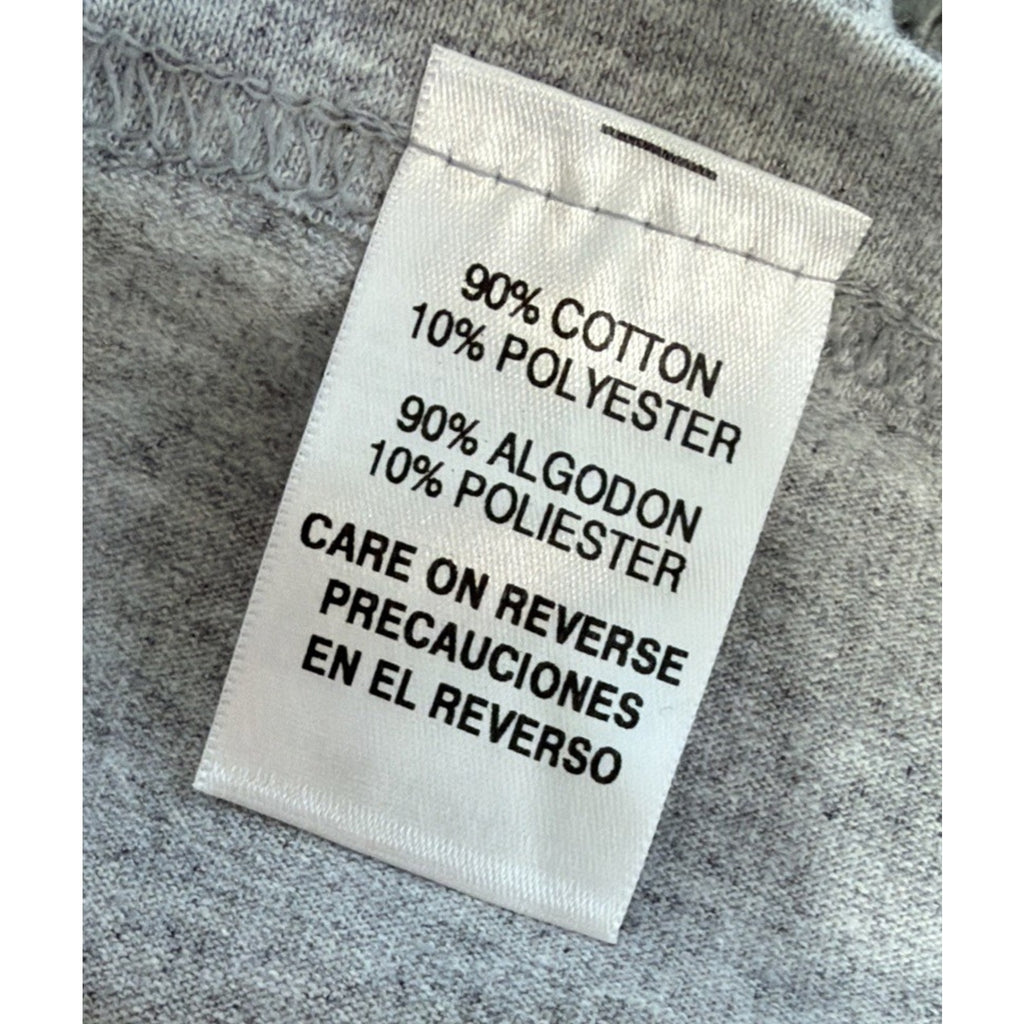 90% COTTON
10% POLYESTER
90% ALGODON
10% POLIESTER
CARE ON REVERSE
PRECAUCIONES
EN EL REVERSO